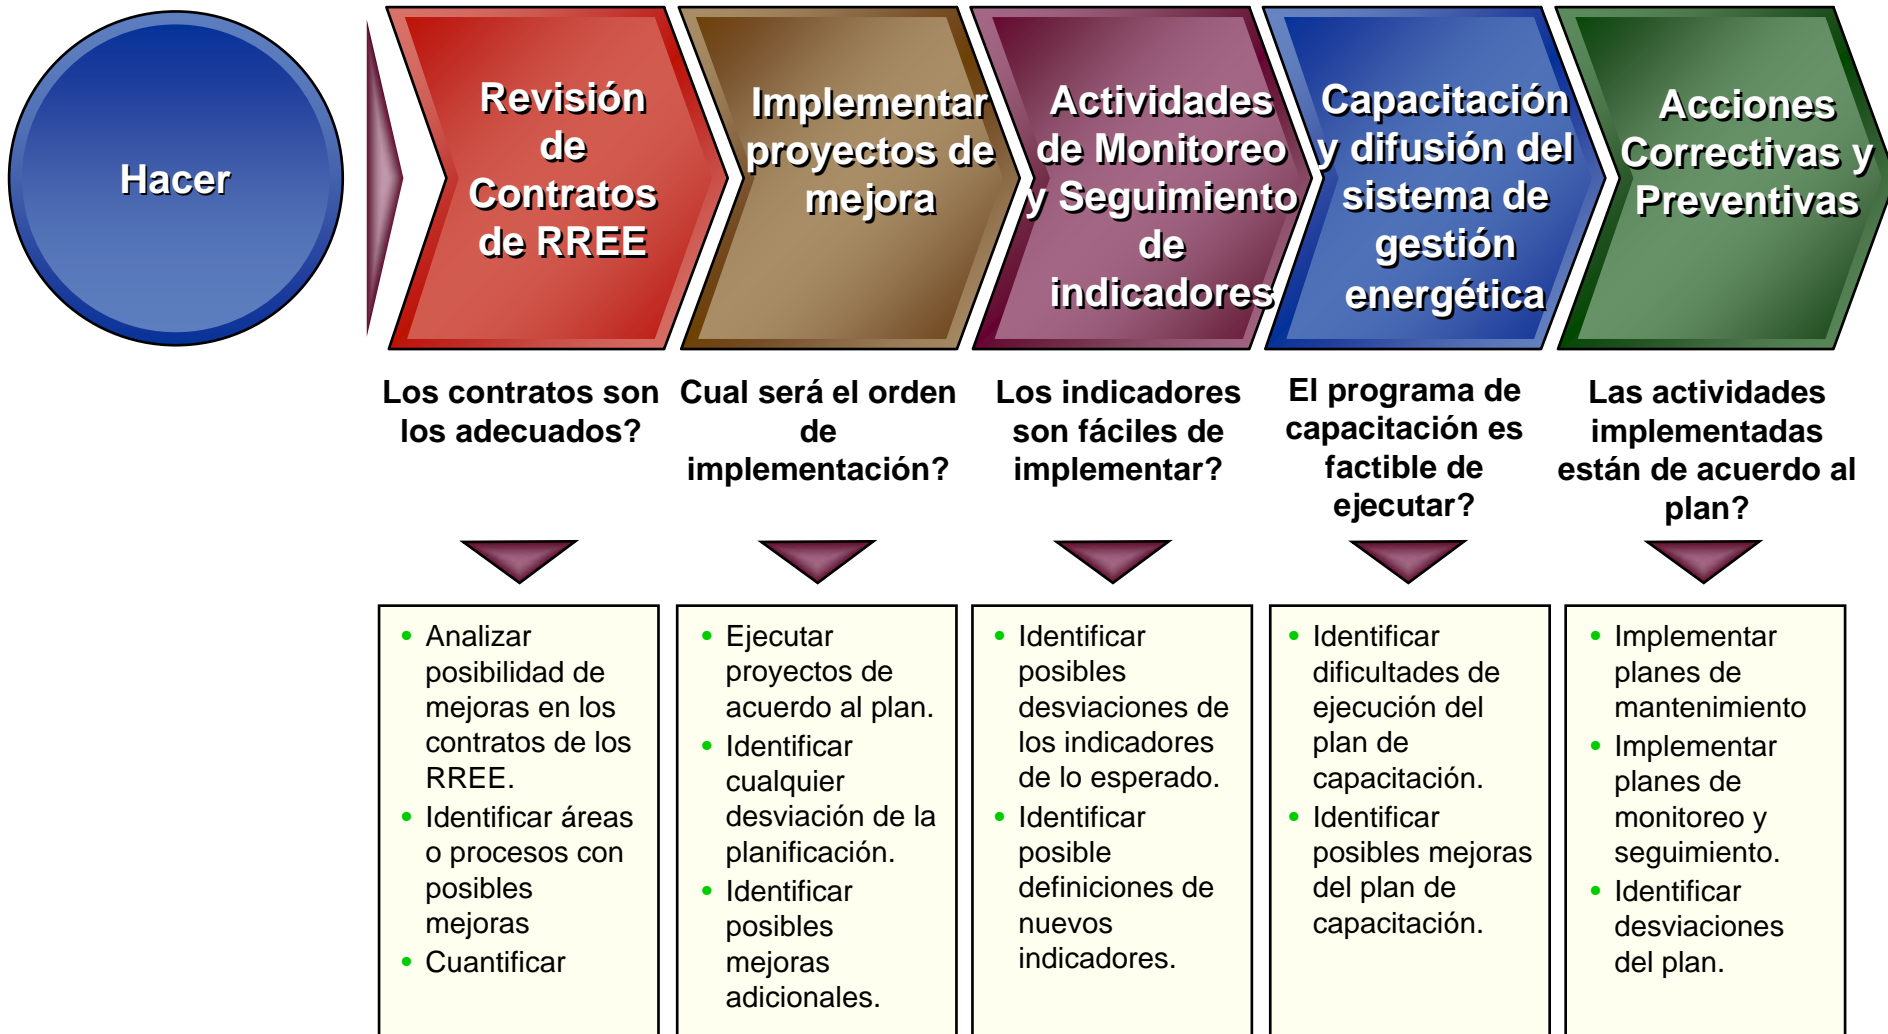 Hacer
Revisión
de
Contratos
de RREE
Implementar
proyectos de
mejora
Actividades
de Monitoreo
y Seguimiento
de
indicadores
Capacitación
y difusión del
sistema de
gestión
energética
Acciones
Correctivas y
Preventivas
Los contratos son
los adecuados?
Cual será el orden
de
implementación?
Los indicadores
son fáciles de
implementar?
El programa de
capacitación es
factible de
ejecutar?
Las actividades
implementadas
están de acuerdo al
plan?
• Analizar
posibilidad de
mejoras en los
contratos de los
RREE.
• Identificar áreas
o procesos con
posibles
mejoras
• Cuantificar
• Ejecutar
proyectos de
acuerdo al plan.
• Identificar
cualquier
desviación de la
planificación.
• Identificar
posibles
mejoras
adicionales.
• Identificar
posibles
desviaciones de
los indicadores
de lo esperado.
• Identificar
posible
definiciones de
nuevos
indicadores.
• Identificar
dificultades de
ejecución del
plan de
capacitación.
• Identificar
posibles mejoras
del plan de
capacitación.
• Implementar
planes de
mantenimiento
• Implementar
planes de
monitoreo y
seguimiento.
• Identificar
desviaciones
del plan.